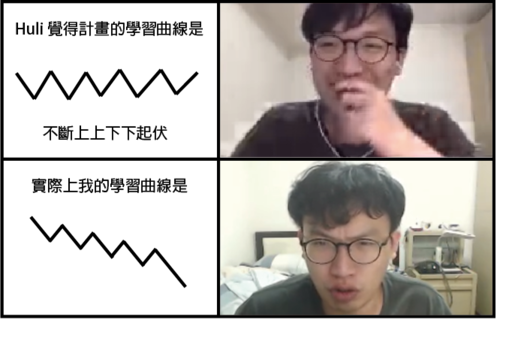 Huli 覺得計畫的學習曲線是
不斷上上下下起伏
實際上我的學習曲線是